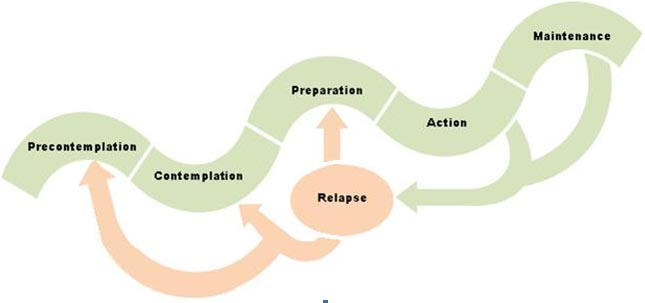 Precontemplation
Contemplation
Preparation
Action
Maintenance
Relapse